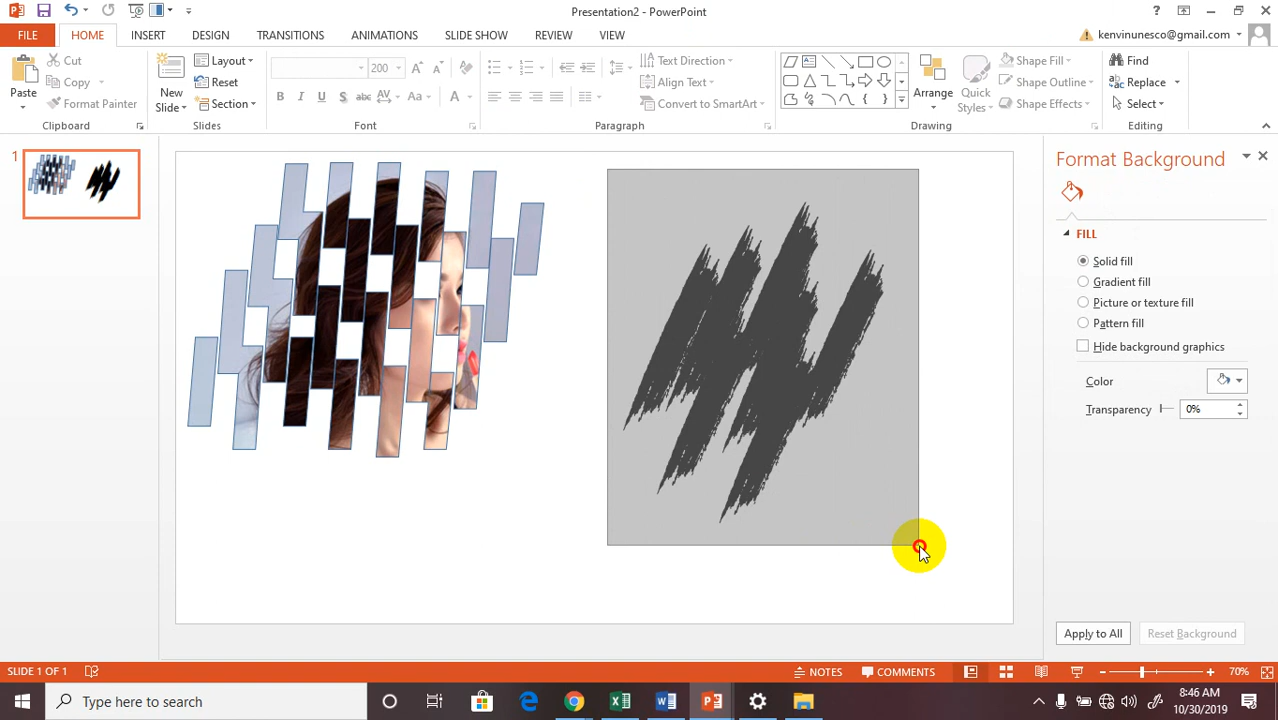 Presentation2 - PowerPoint
?
FILE HOME INSERT DESIGN TRANSITIONS ANIMATIONS SLIDE SHOW REVIEW VIEW kenvinunesco@gmail.com
Paste Cut Copy Format Painter Clipboard
New Slide Layout Reset Section Slides
200 A A B I U S abc AV Aa A Font
Text Direction Align Text Convert to SmartArt Paragraph
A Arrange Quick Styles Shape Fill Shape Outline Shape Effects Drawing
Find Replace Select Editing
1
Format Background
FILL
Solid fill
Gradient fill
Picture or texture fill
Pattern fill
Hide background graphics
Color
Transparency 0%
Apply to All Reset Background
SLIDE 1 OF 1 NOTES COMMENTS 70%
Type here to search
8:46 AM
10/30/2019